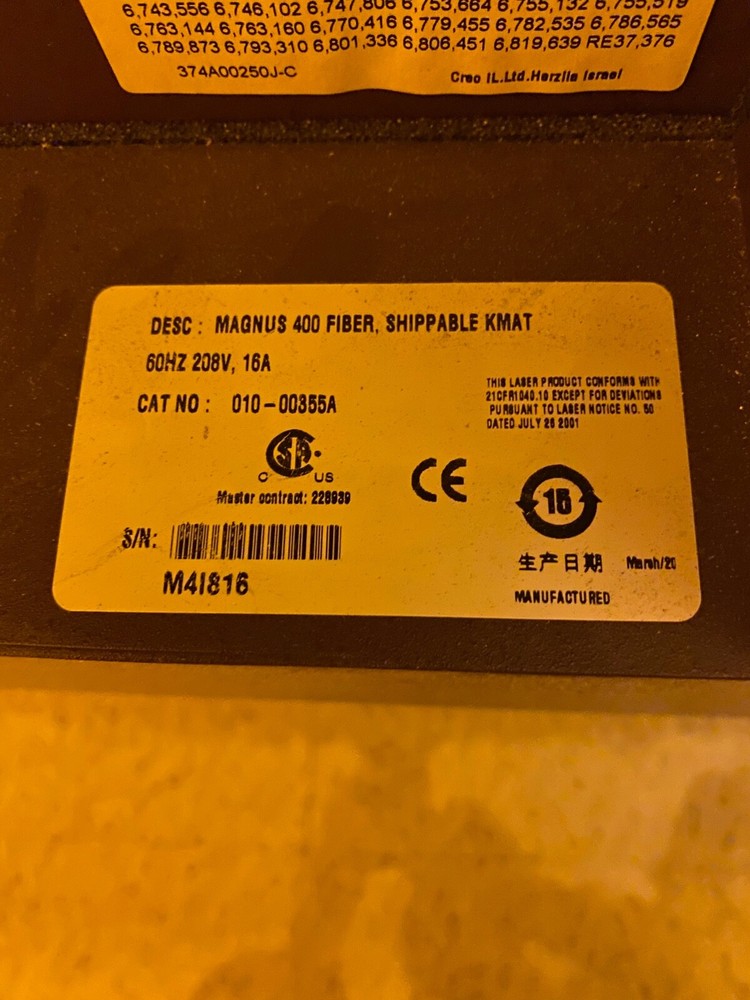 6,743,556 6,746,102 6,747,806 6,753,664 6,755,132 6,755,519
6,763,144 6,763,160 6,770,416 6,779,455 6,782,535 6,786,565
6,789,873 6,793,310 6,801,336 6,806,451 6,819,639 RE37,376
374A00250J-C
Creo IL.Ltd.Herzlia Israel
DESC : MAGNUS 400 FIBER, SHIPPABLE KMAT
60HZ 208V, 16A
CAT NO : 010-00355A
THIS LASER PRODUCT CONFORMS WITH
21CFR1040.10 EXCEPT FOR DEVIATIONS
PURSUANT TO LASER NOTICE NO. 50
DATED JULY 26 2001
C SA US
Master contract: 228939
CE
15
S/N:
M4I816
生产日期 March/20
MANUFACTURED